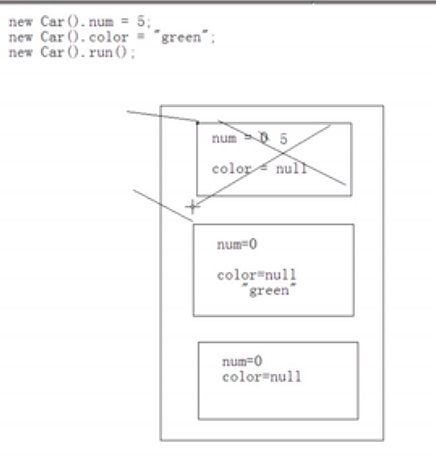 new Car().num = 5;
new Car().color = "green";
new Car().run();
num = 0 5
color = null
num=0
color=null
"green"
num=0
color=null